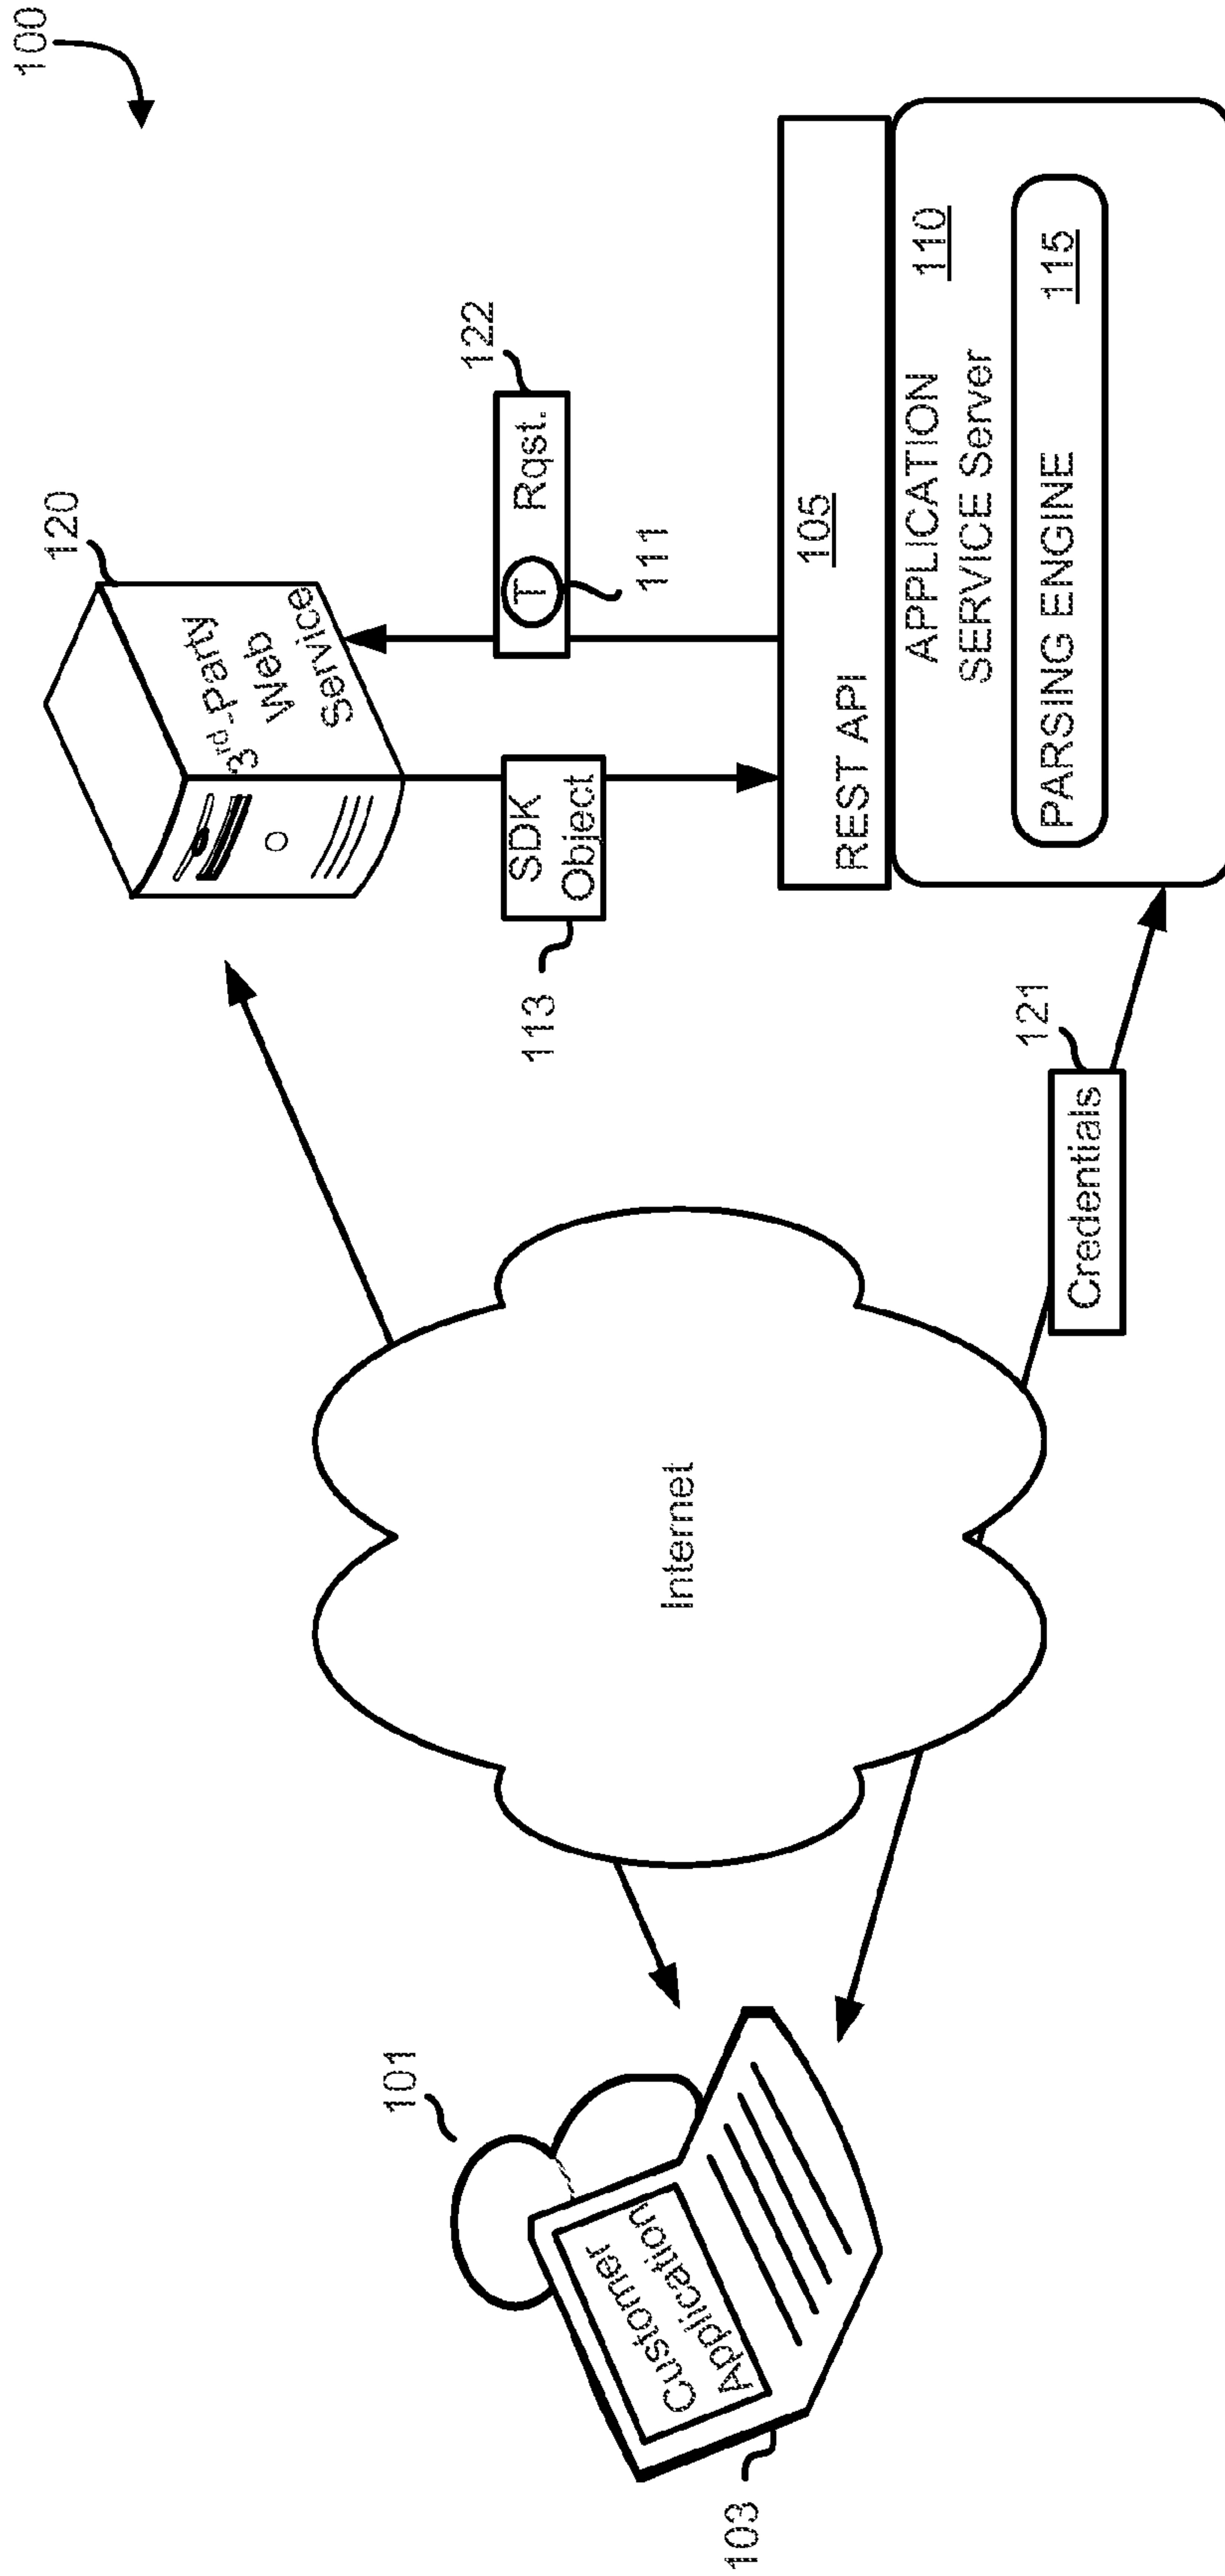 100
120
3rd-Party
Web
Service
122
T Rqst.
111
SDK
Object
113
105
REST API
APPLICATION 110
SERVICE Server
PARSING ENGINE 115
121
Credentials
Internet
101
Customer
Application
103